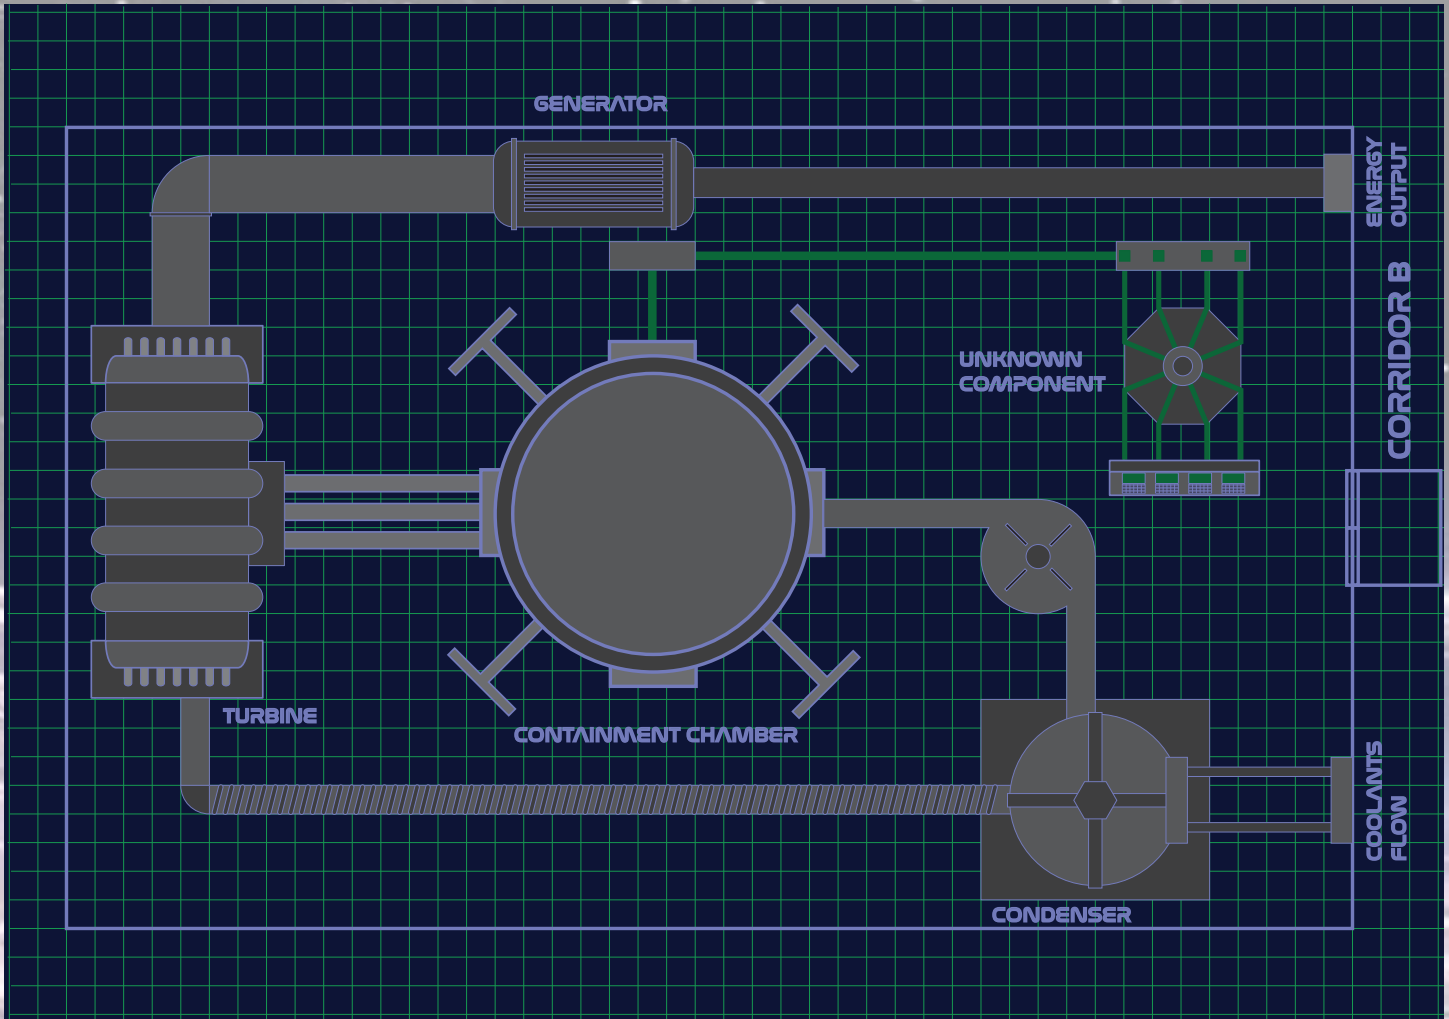 GENERATOR
ENERGY
OUTPUT
CORRIDOR B
UNKNOWN
COMPONENT
TURBINE
CONTAINMENT CHAMBER
COOLANTS
FLOW
CONDENSER